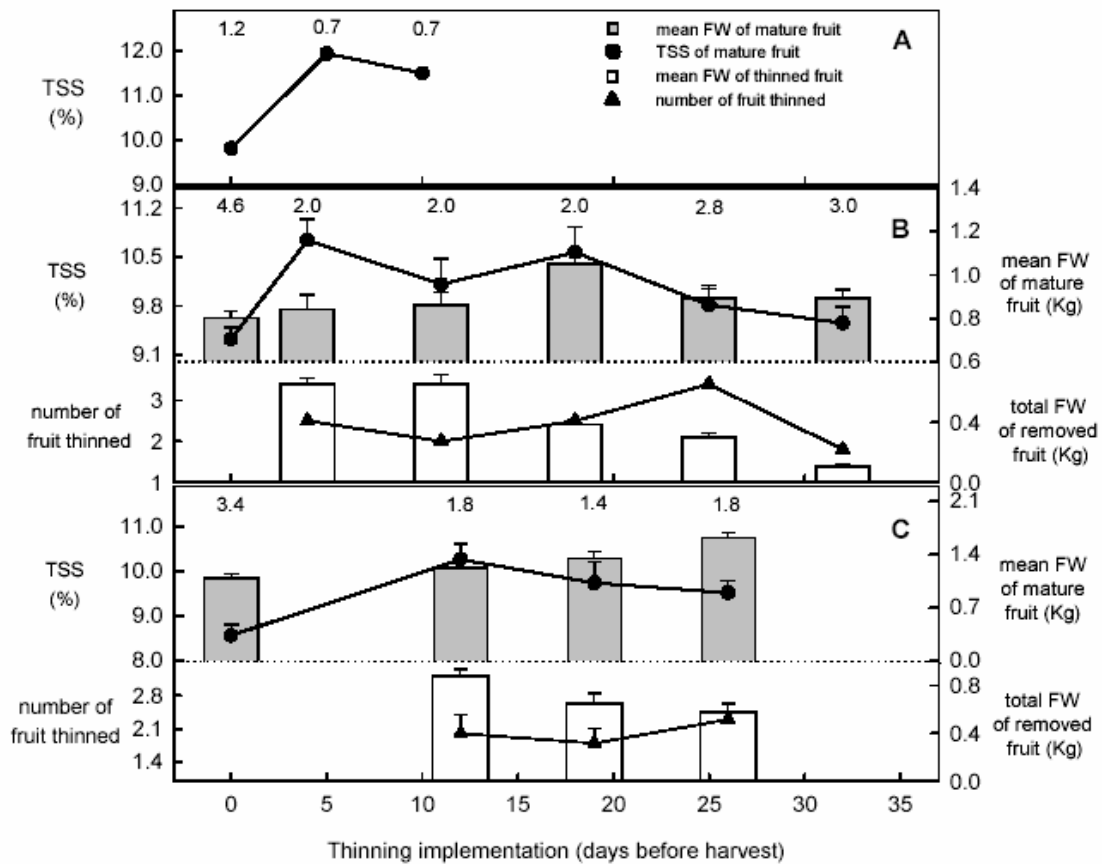 1.2 0.7 0.7
A
mean FW of mature fruit
TSS of mature fruit
mean FW of thinned fruit
number of fruit thinned
TSS
(%)
12.0
11.0
10.0
9.0
4.6 2.0 2.0 2.0 2.8 3.0
B
TSS
(%)
11.2
10.5
9.8
9.1
1.4
1.2
1.0
0.8
0.6
mean FW
of mature
fruit (Kg)
number of
fruit thinned
3
2
1
0.4
0.0
total FW
of removed
fruit (Kg)
3.4 1.8 1.4 1.8
C
TSS
(%)
11.0
10.0
9.0
8.0
2.1
1.4
0.7
0.0
mean FW
of mature
fruit (Kg)
number of
fruit thinned
2.8
2.1
1.4
0.8
0.4
0.0
total FW
of removed
fruit (Kg)
0 5 10 15 20 25 30 35
Thinning implementation (days before harvest)